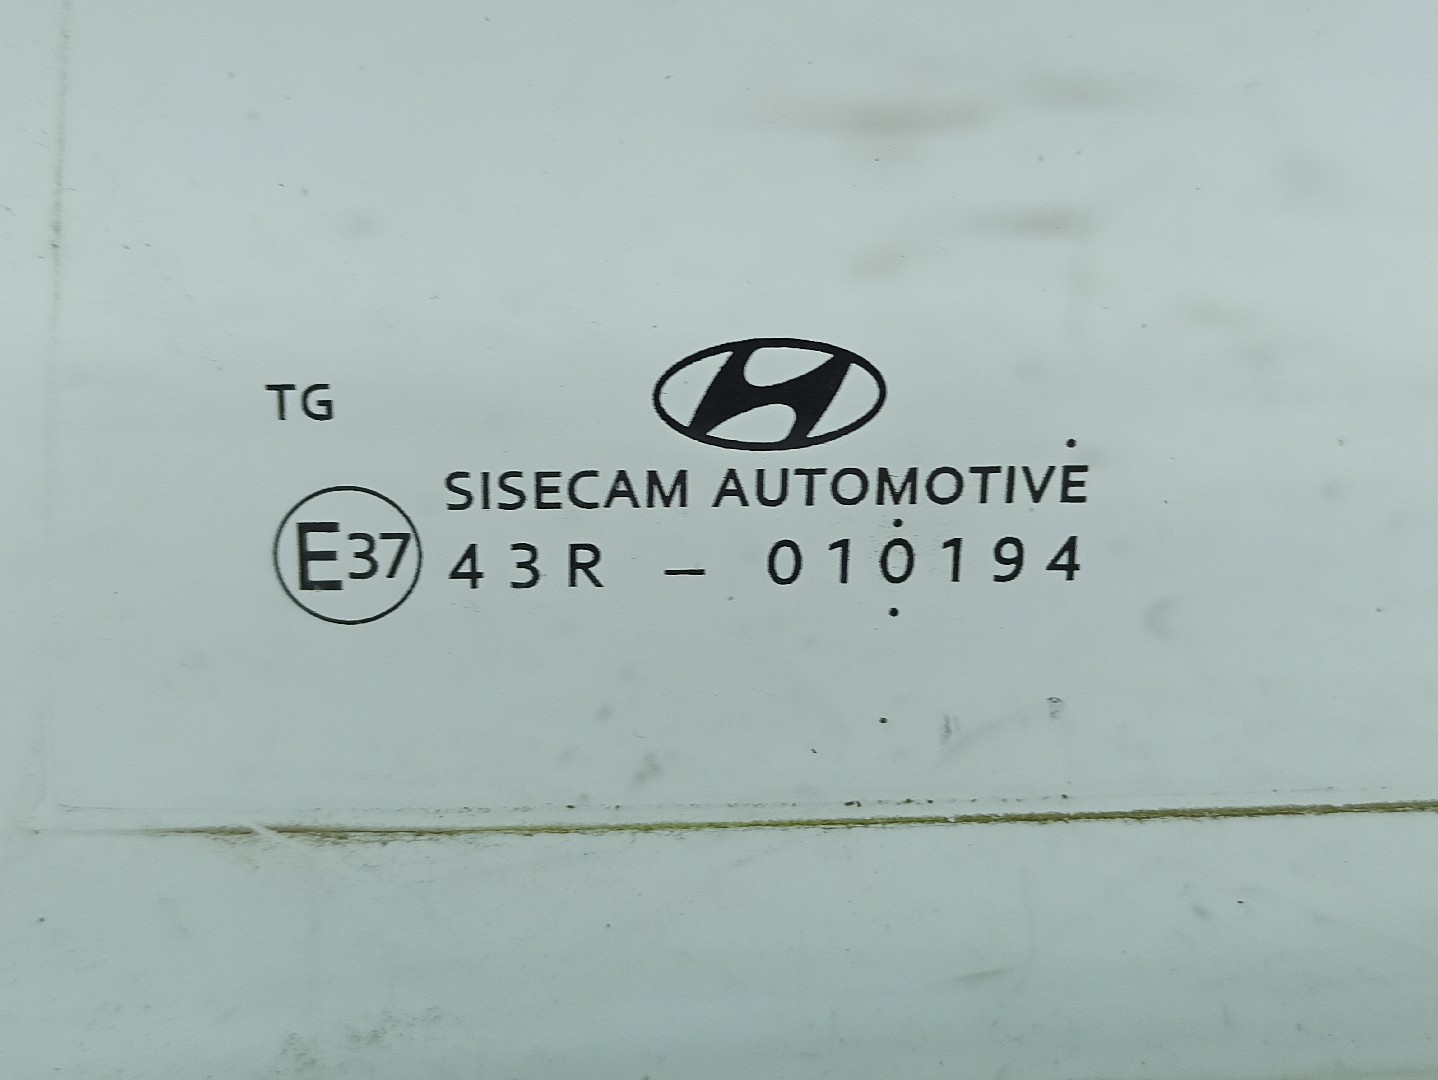 TG
SISECAM AUTOMOTIVE
E37 43R - 010194